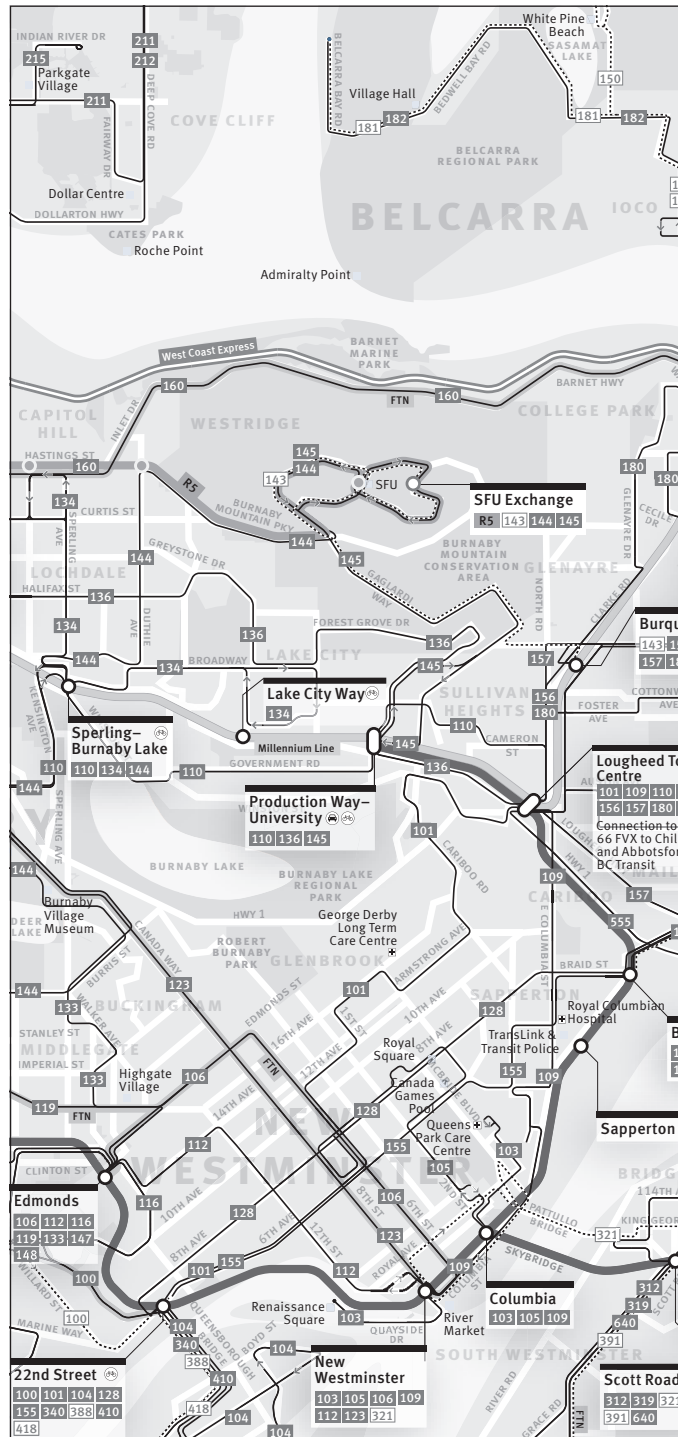 White Pine
Beach
SASAMAT
LAKE
INDIAN RIVER DR
211
212
215
Parkgate
Village
211
DEEP COVE RD
FAIRWAY DR
COVE CLIFF
BELCARRA BAY RD
BEDWELL BAY RD
Village Hall
181
182
150
181
182
BELCARRA
REGIONAL PARK
BELCARRA
IOCO
Dollar Centre
DOLLARTON HWY
CATES PARK
Roche Point
Admiralty Point
West Coast Express
BARNET
MARINE
PARK
160
FTN
160
BARNET HWY
CAPITOL
HILL
INLET DR
WESTRIDGE
COLLEGE PARK
HASTINGS ST
160
R5
145
144
143
SFU
SFU Exchange
R5 143 144 145
180
180
GLENAYRE DR
CECILE
DR
134
SPERLING
AVE
CURTIS ST
BURNABY
MOUNTAIN PKY
144
144
145
GREYSTONE DR
BURNABY
MOUNTAIN
CONSERVATION
AREA
GLENAYRE
LOCHDALE
HALIFAX ST
136
DUTHIE
AVE
GAGLARDI
WAY
NORTH RD
CLARKE RD
134
136
FOREST GROVE DR
136
144
134
BROADWAY
LAKE CITY
145
157
Burqu
143
157
Lake City Way
134
SULLIVAN
HEIGHTS
156
180
COTTONW
AVE
FOSTER
AVE
KENSINGTON
AVE
Sperling–
Burnaby Lake
110 134 144
Millennium Line
145
110
CAMERON
ST
110
110
GOVERNMENT RD
136
144
Production Way–
University
110 136 145
Lougheed To
Centre
101 109 110
156 157 180
Connection to
66 FVX to Chil
and Abbotsfor
BC Transit
SPERLING AVE
101
CARIBOO RD
HWY 1
109
144
BURNABY LAKE
BURNABY LAKE
REGIONAL
PARK
CARIBOO
157
Burnaby
Village
Museum
DEER
LAKE
HWY 1
George Derby
Long Term
Care Centre
E COLUMBIA ST
555
CANADA WAY
ROBERT
BURNABY
PARK
GLENBROOK
ARMSTRONG AVE
BRAID ST
BURRIS ST
123
144
133
WALKER AVE
BUCKINGHAM
EDMONDS ST
101
1ST ST
10TH AVE
SAPPERTON
128
Royal Columbian
Hospital
STANLEY ST
MIDDLEGATE
IMPERIAL ST
16TH AVE
12TH AVE
8TH AVE
Royal
Square
TransLink &
Transit Police
133
Highgate
Village
106
FTN
MCBRIDE BLVD
155
109
119
FTN
14TH AVE
NEW
WESTMINSTER
128
Canada
Games
Pool
Queens
Park Care
Centre
Sapperton
112
155
103
CLINTON ST
105
2ND ST
BRIDG
114TH A
Edmonds
106 112 116
119 133 147
148
116
10TH AVE
8TH ST
106
6TH ST
PATTULLO
BRIDGE
KING GEOR
128
8TH AVE
6TH AVE
12TH ST
123
321
155
ROYAL AVE
109
COLUMBIA
ST
SKYBRIDGE
100
101
112
WILLARD ST
312
319
640
391
Columbia
103 105 109
100
MARINE WAY
104
340
388
410
QUEENSBOROUGH
BRIDGE
Renaissance
Square
103
QUAYSIDE
DR
River
Market
BOYD ST
104
SOUTH WESTMINSTER
22nd Street
100 101 104 128
155 340 388 410
418
New
Westminster
103 105 106 109
112 123 321
Scott Road
312 319 321
391 640
418
104
104
RIVER RD
GRACE RD
FTN